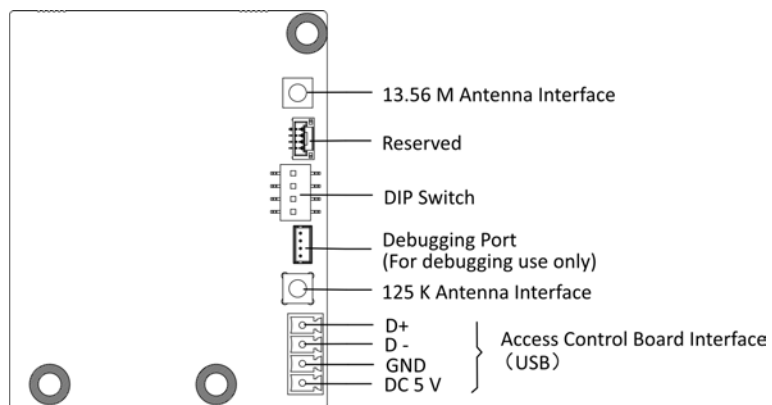 13.56 M Antenna Interface
Reserved
DIP Switch
Debugging Port
(For debugging use only)
125 K Antenna Interface
D+
D -
GND
DC 5 V
Access Control Board Interface
（USB）